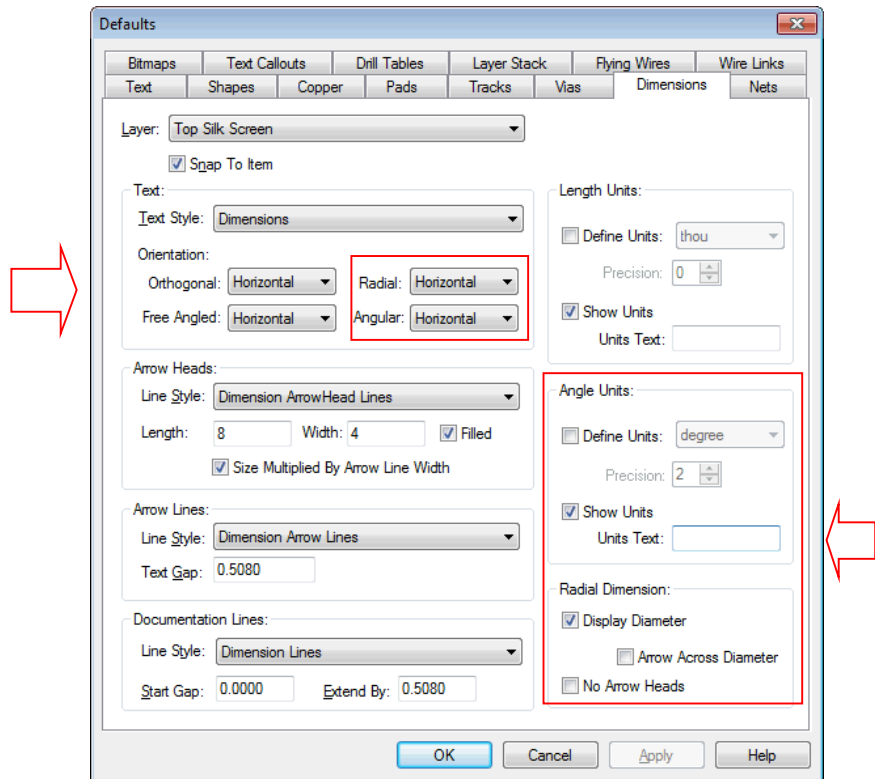 Defaults
Bitmaps Text Callouts Drill Tables Layer Stack Flying Wires Wire Links
Text Shapes Copper Pads Tracks Vias Dimensions Nets
Layer: Top Silk Screen
Snap To Item
Text:
Text Style: Dimensions
Orientation:
Orthogonal: Horizontal Radial: Horizontal
Free Angled: Horizontal Angular: Horizontal
Length Units:
Define Units: thou
Precision: 0
Show Units
Units Text:
Arrow Heads:
Line Style: Dimension ArrowHead Lines
Length: 8 Width: 4 Filled
Size Multiplied By Arrow Line Width
Angle Units:
Define Units: degree
Precision: 2
Show Units
Units Text:
Arrow Lines:
Line Style: Dimension Arrow Lines
Text Gap: 0.5080
Radial Dimension:
Display Diameter
Arrow Across Diameter
No Arrow Heads
Documentation Lines:
Line Style: Dimension Lines
Start Gap: 0.0000 Extend By: 0.5080
OK Cancel Apply Help